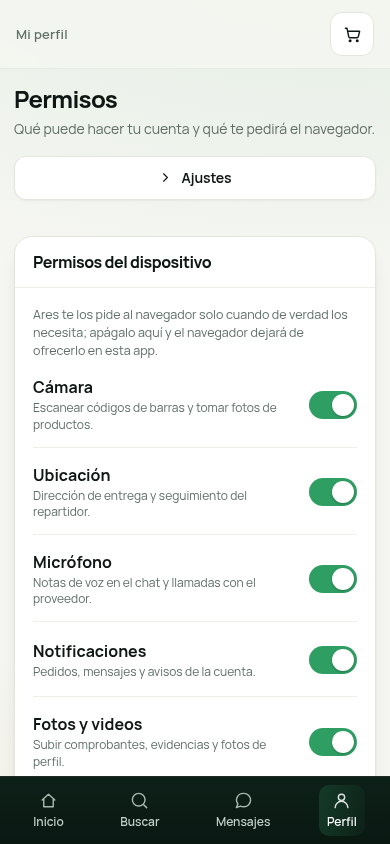 Mi perfil
Permisos
Qué puede hacer tu cuenta y qué te pedirá el navegador.
Ajustes
Permisos del dispositivo
Ares te los pide al navegador solo cuando de verdad los
necesita; apágalo aquí y el navegador dejará de
ofrecerlo en esta app.
Cámara
Escanear códigos de barras y tomar fotos de
productos.
Ubicación
Dirección de entrega y seguimiento del
repartidor.
Micrófono
Notas de voz en el chat y llamadas con el
proveedor.
Notificaciones
Pedidos, mensajes y avisos de la cuenta.
Fotos y videos
Subir comprobantes, evidencias y fotos de
perfil.
Inicio
Buscar
Mensajes
Perfil